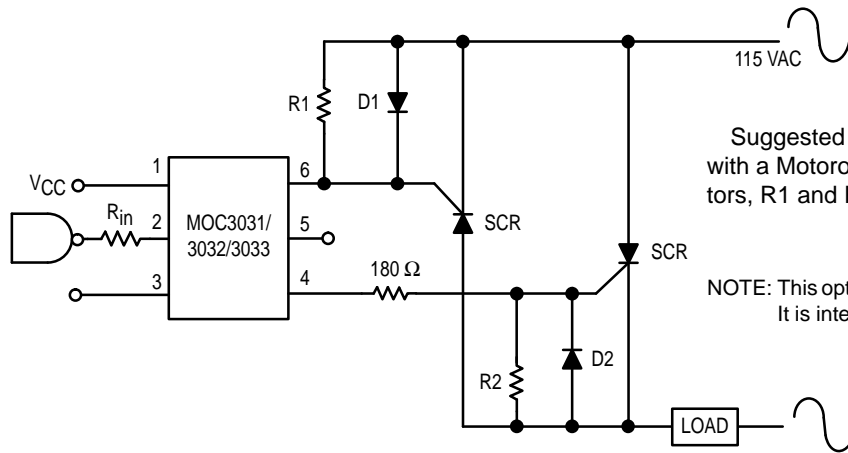 115 VAC
R1
D1
1
6
VCC
MOC3031/
3032/3033
Rin
2
5
SCR
SCR
3
4
180 Ω
R2
D2
LOAD
Suggested
with a Motoro
tors, R1 and
NOTE: This opt
It is inte